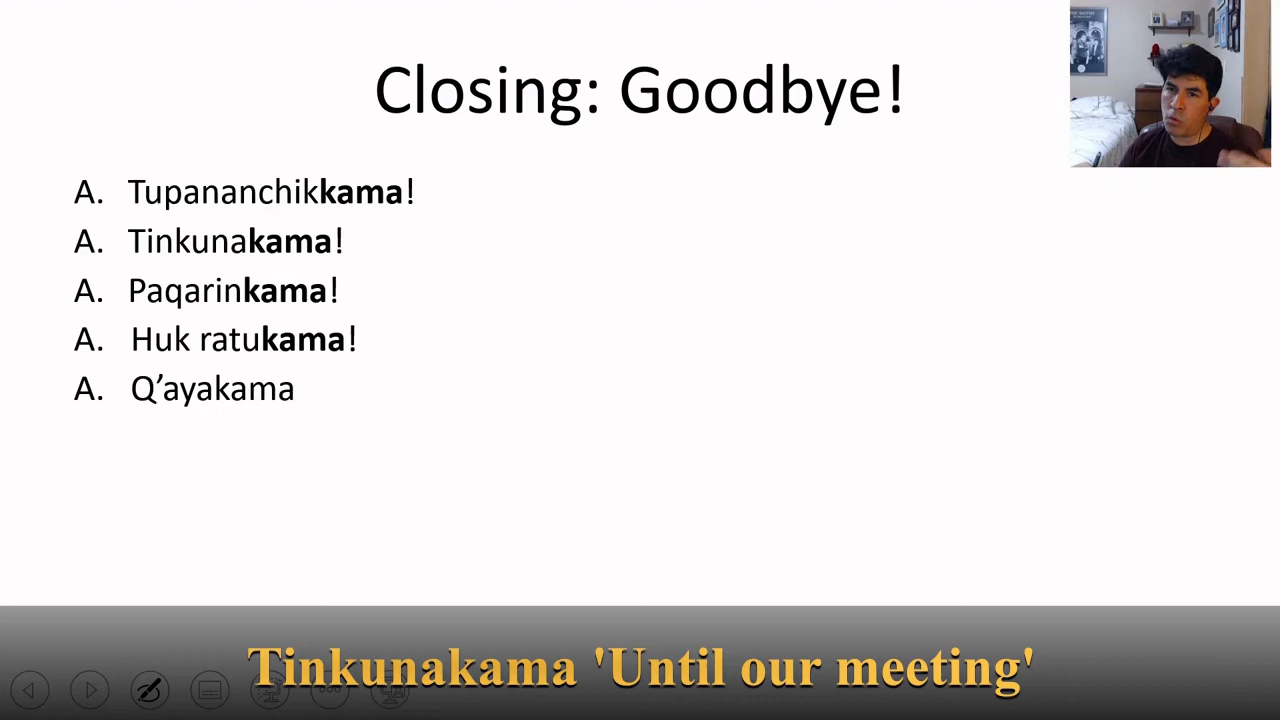 Closing: Goodbye!
A. Tupananchikkama!
A. Tinkunakama!
A. Paqarinkama!
A. Huk ratukama!
A. Q’ayakama
Tinkunakama 'Until our meeting'